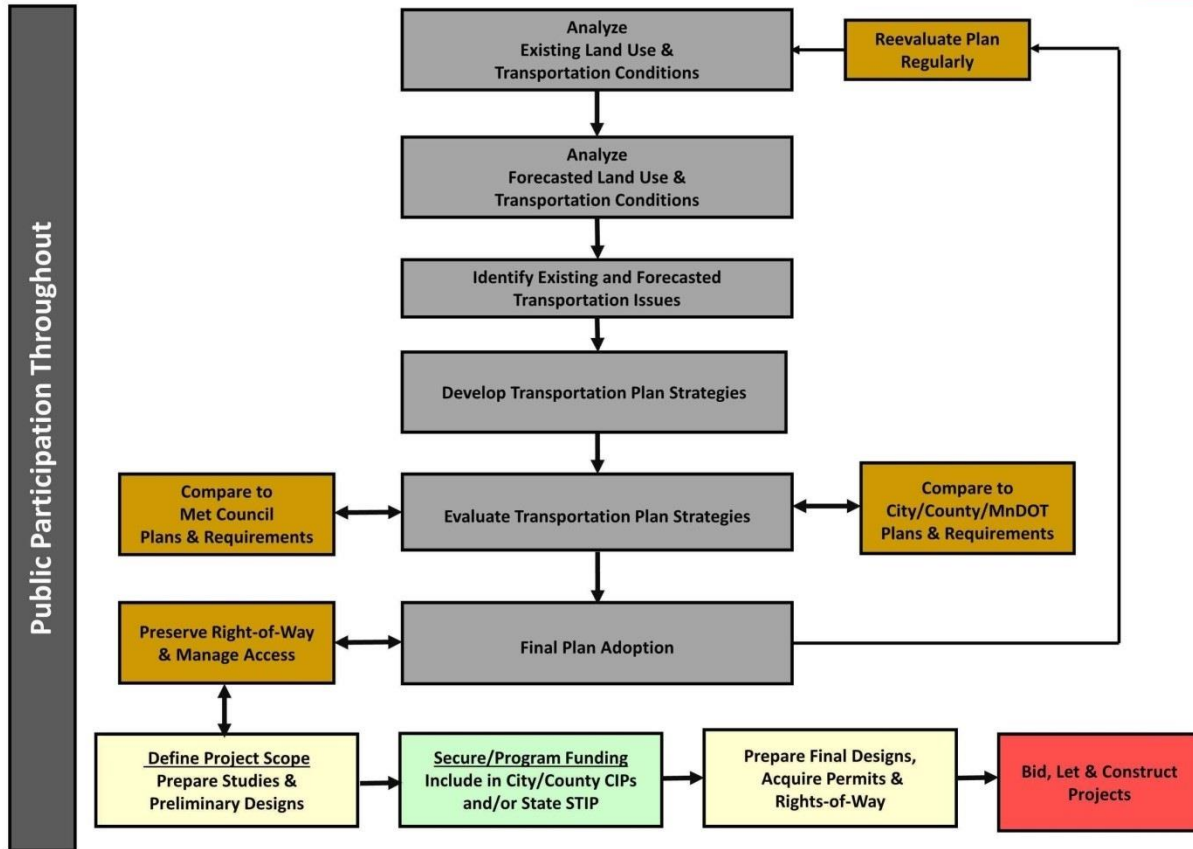 Public Participation Throughout
Analyze
Existing Land Use &
Transportation Conditions
Reevaluate Plan
Regularly
Analyze
Forecasted Land Use &
Transportation Conditions
Identify Existing and Forecasted
Transportation Issues
Develop Transportation Plan Strategies
Compare to
Met Council
Plans & Requirements
Evaluate Transportation Plan Strategies
Compare to
City/County/MnDOT
Plans & Requirements
Preserve Right-of-Way
& Manage Access
Final Plan Adoption
Define Project Scope
Prepare Studies &
Preliminary Designs
Secure/Program Funding
Include in City/County CIPs
and/or State STIP
Prepare Final Designs,
Acquire Permits &
Rights-of-Way
Bid, Let & Construct
Projects